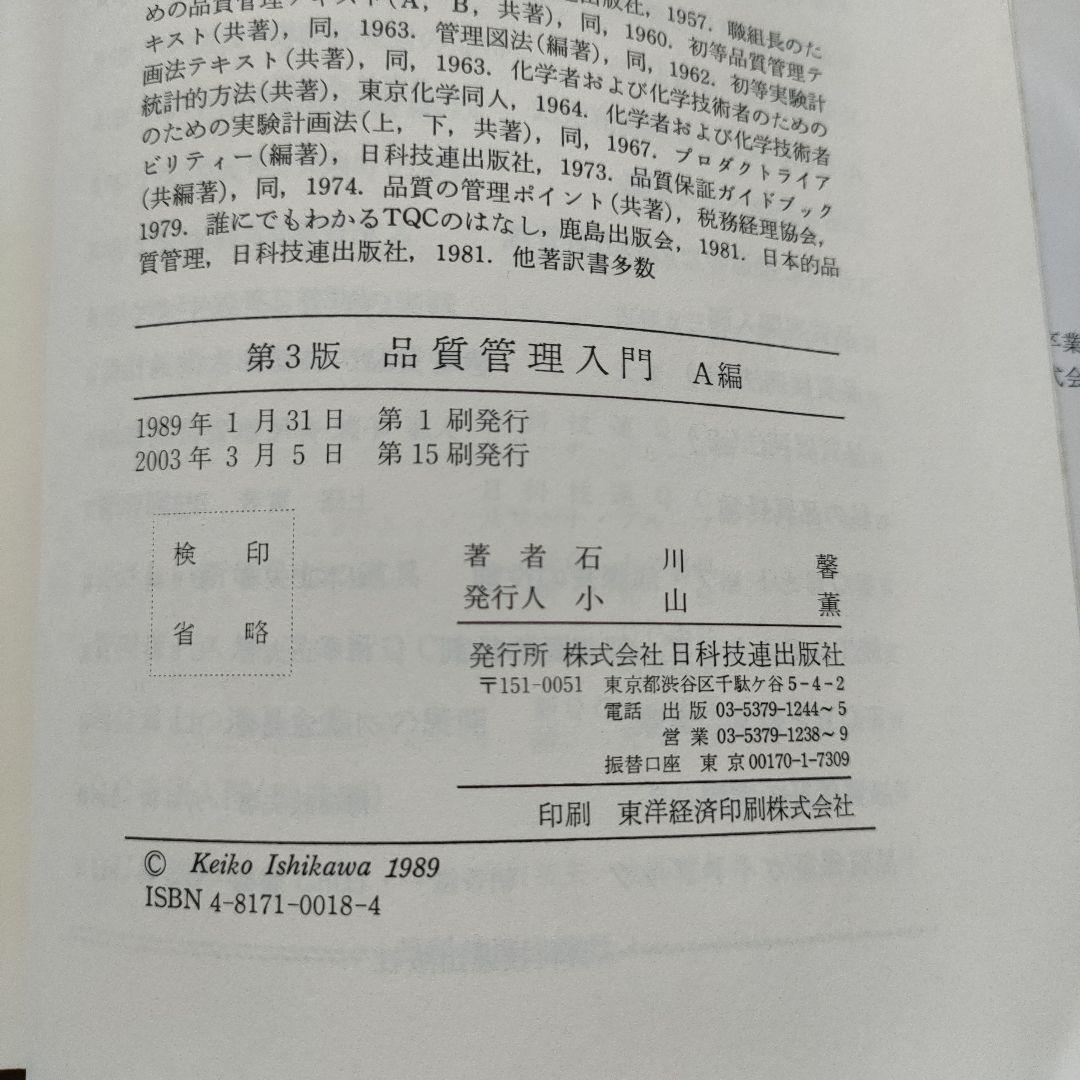 めの品質管理テキスト(A, B, 共著), 同, 1960. 初等品質管理テ
出版社, 1957. 職組長のた
キスト(共著), 同, 1963. 管理図法(編著), 同, 1962. 初等実験計
画法テキスト(共著), 同, 1963. 化学者および化学技術者のための
統計的方法(共著), 東京化学同人, 1964. 化学者および化学技術者
のための実験計画法(上, 下, 共著), 同, 1967. プロダクトライア
ビリティー(編著), 日科技連出版社, 1973. 品質保証ガイドブック
(共編著), 同, 1974. 品質の管理ポイント(共著), 税務経理協会,
1979. 誰にでもわかるTQCのはなし, 鹿島出版会, 1981. 日本的品
質管理, 日科技連出版社, 1981. 他著訳書多数
第3版 品質管理入門 A編
1989年 1月31日 第 1 刷発行
2003年 3月 5日 第15刷発行
検 印
省 略
著 者 石 川 馨
発行人 小 山 薫
発行所 株式会社 日科技連出版社
〒151-0051 東京都渋谷区千駄ケ谷5-4-2
電話 出版 03-5379-1244~5
営業 03-5379-1238~9
振替口座 東京00170-1-7309
印刷 東洋経済印刷株式会社
© Keiko Ishikawa 1989
ISBN 4-8171-0018-4
卒業
式会